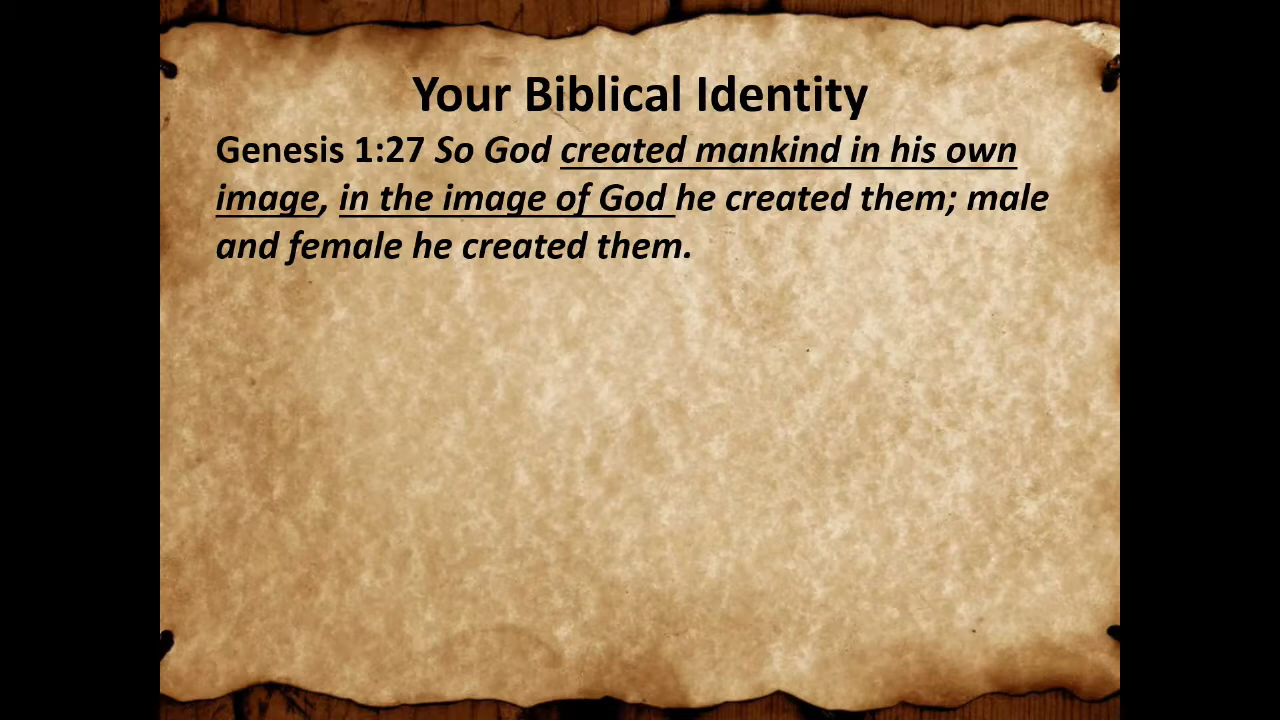 Your Biblical Identity
Genesis 1:27 So God created mankind in his own
image, in the image of God he created them; male
and female he created them.